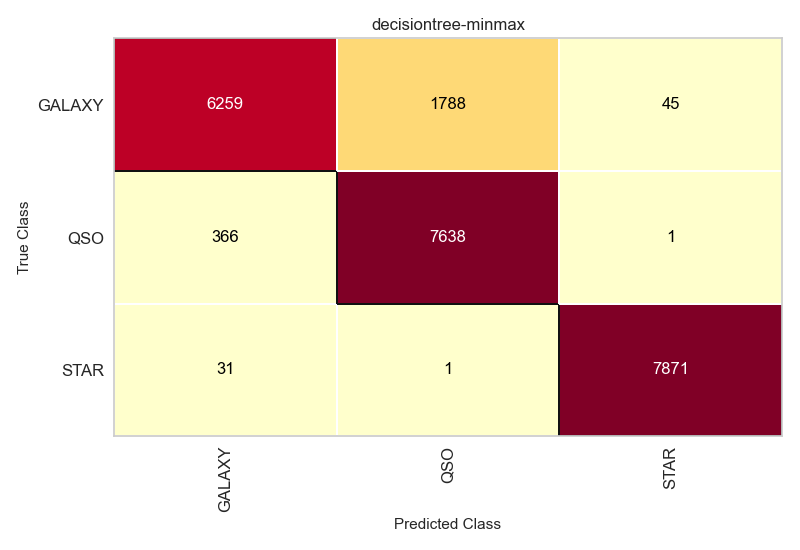 decisiontree-minmax
GALAXY 6259 1788 45
QSO 366 7638 1
STAR 31 1 7871
True Class
GALAXY QSO STAR
Predicted Class